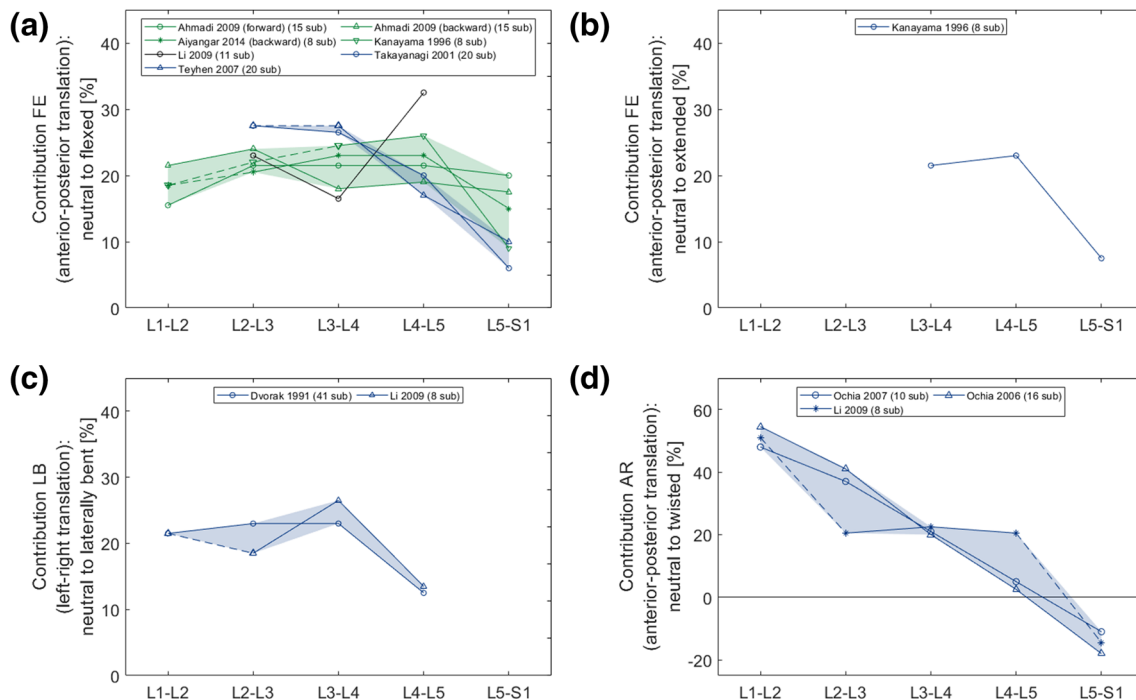 (a)
Ahmadi 2009 (forward) (15 sub) Ahmadi 2009 (backward) (15 sub)
Aiyangar 2014 (backward) (8 sub) Kanayama 1996 (8 sub)
Li 2009 (11 sub) Takayanagi 2001 (20 sub)
Teyhen 2007 (20 sub)
Contribution FE
(anterior-posterior translation):
neutral to flexed [%]
40
30
20
10
0
L1-L2 L2-L3 L3-L4 L4-L5 L5-S1
(b)
Kanayama 1996 (8 sub)
Contribution FE
(anterior-posterior translation):
neutral to extended [%]
40
30
20
10
0
L1-L2 L2-L3 L3-L4 L4-L5 L5-S1
(c)
Dvorak 1991 (41 sub) Li 2009 (8 sub)
Contribution LB
(left-right translation):
neutral to laterally bent [%]
40
30
20
10
0
L1-L2 L2-L3 L3-L4 L4-L5 L5-S1
(d)
Ochia 2007 (10 sub) Ochia 2006 (16 sub)
Li 2009 (8 sub)
Contribution AR
(anterior-posterior translation):
neutral to twisted [%]
60
40
20
0
-20
L1-L2 L2-L3 L3-L4 L4-L5 L5-S1